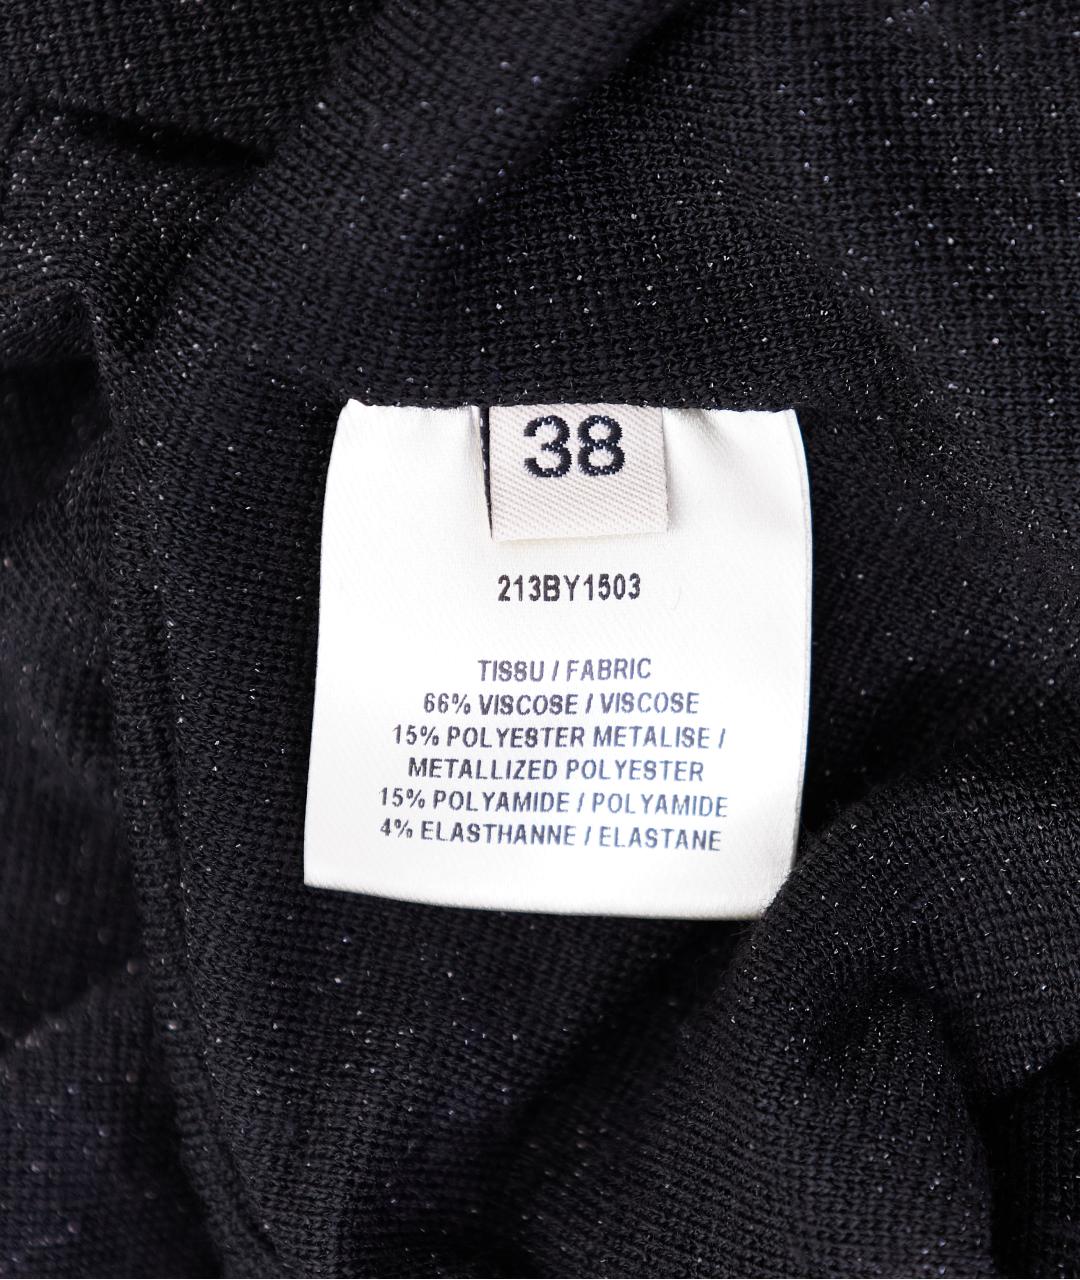 38
213BY1503
TISSU / FABRIC
66% VISCOSE / VISCOSE
15% POLYESTER METALISE /
METALLIZED POLYESTER
15% POLYAMIDE / POLYAMIDE
4% ELASTHANNE / ELASTANE